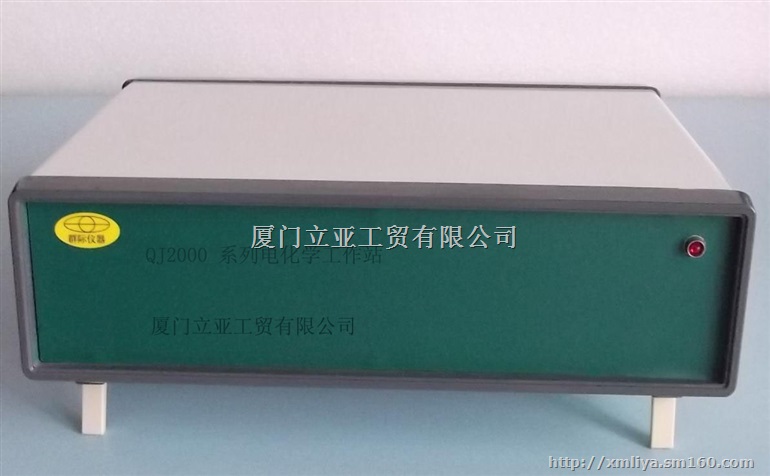 厦门立亚工贸有限公司
群际仪器
QJ2000 系列电化学工作站
厦门立亚工贸有限公司
http://xmliya.sm160.com/